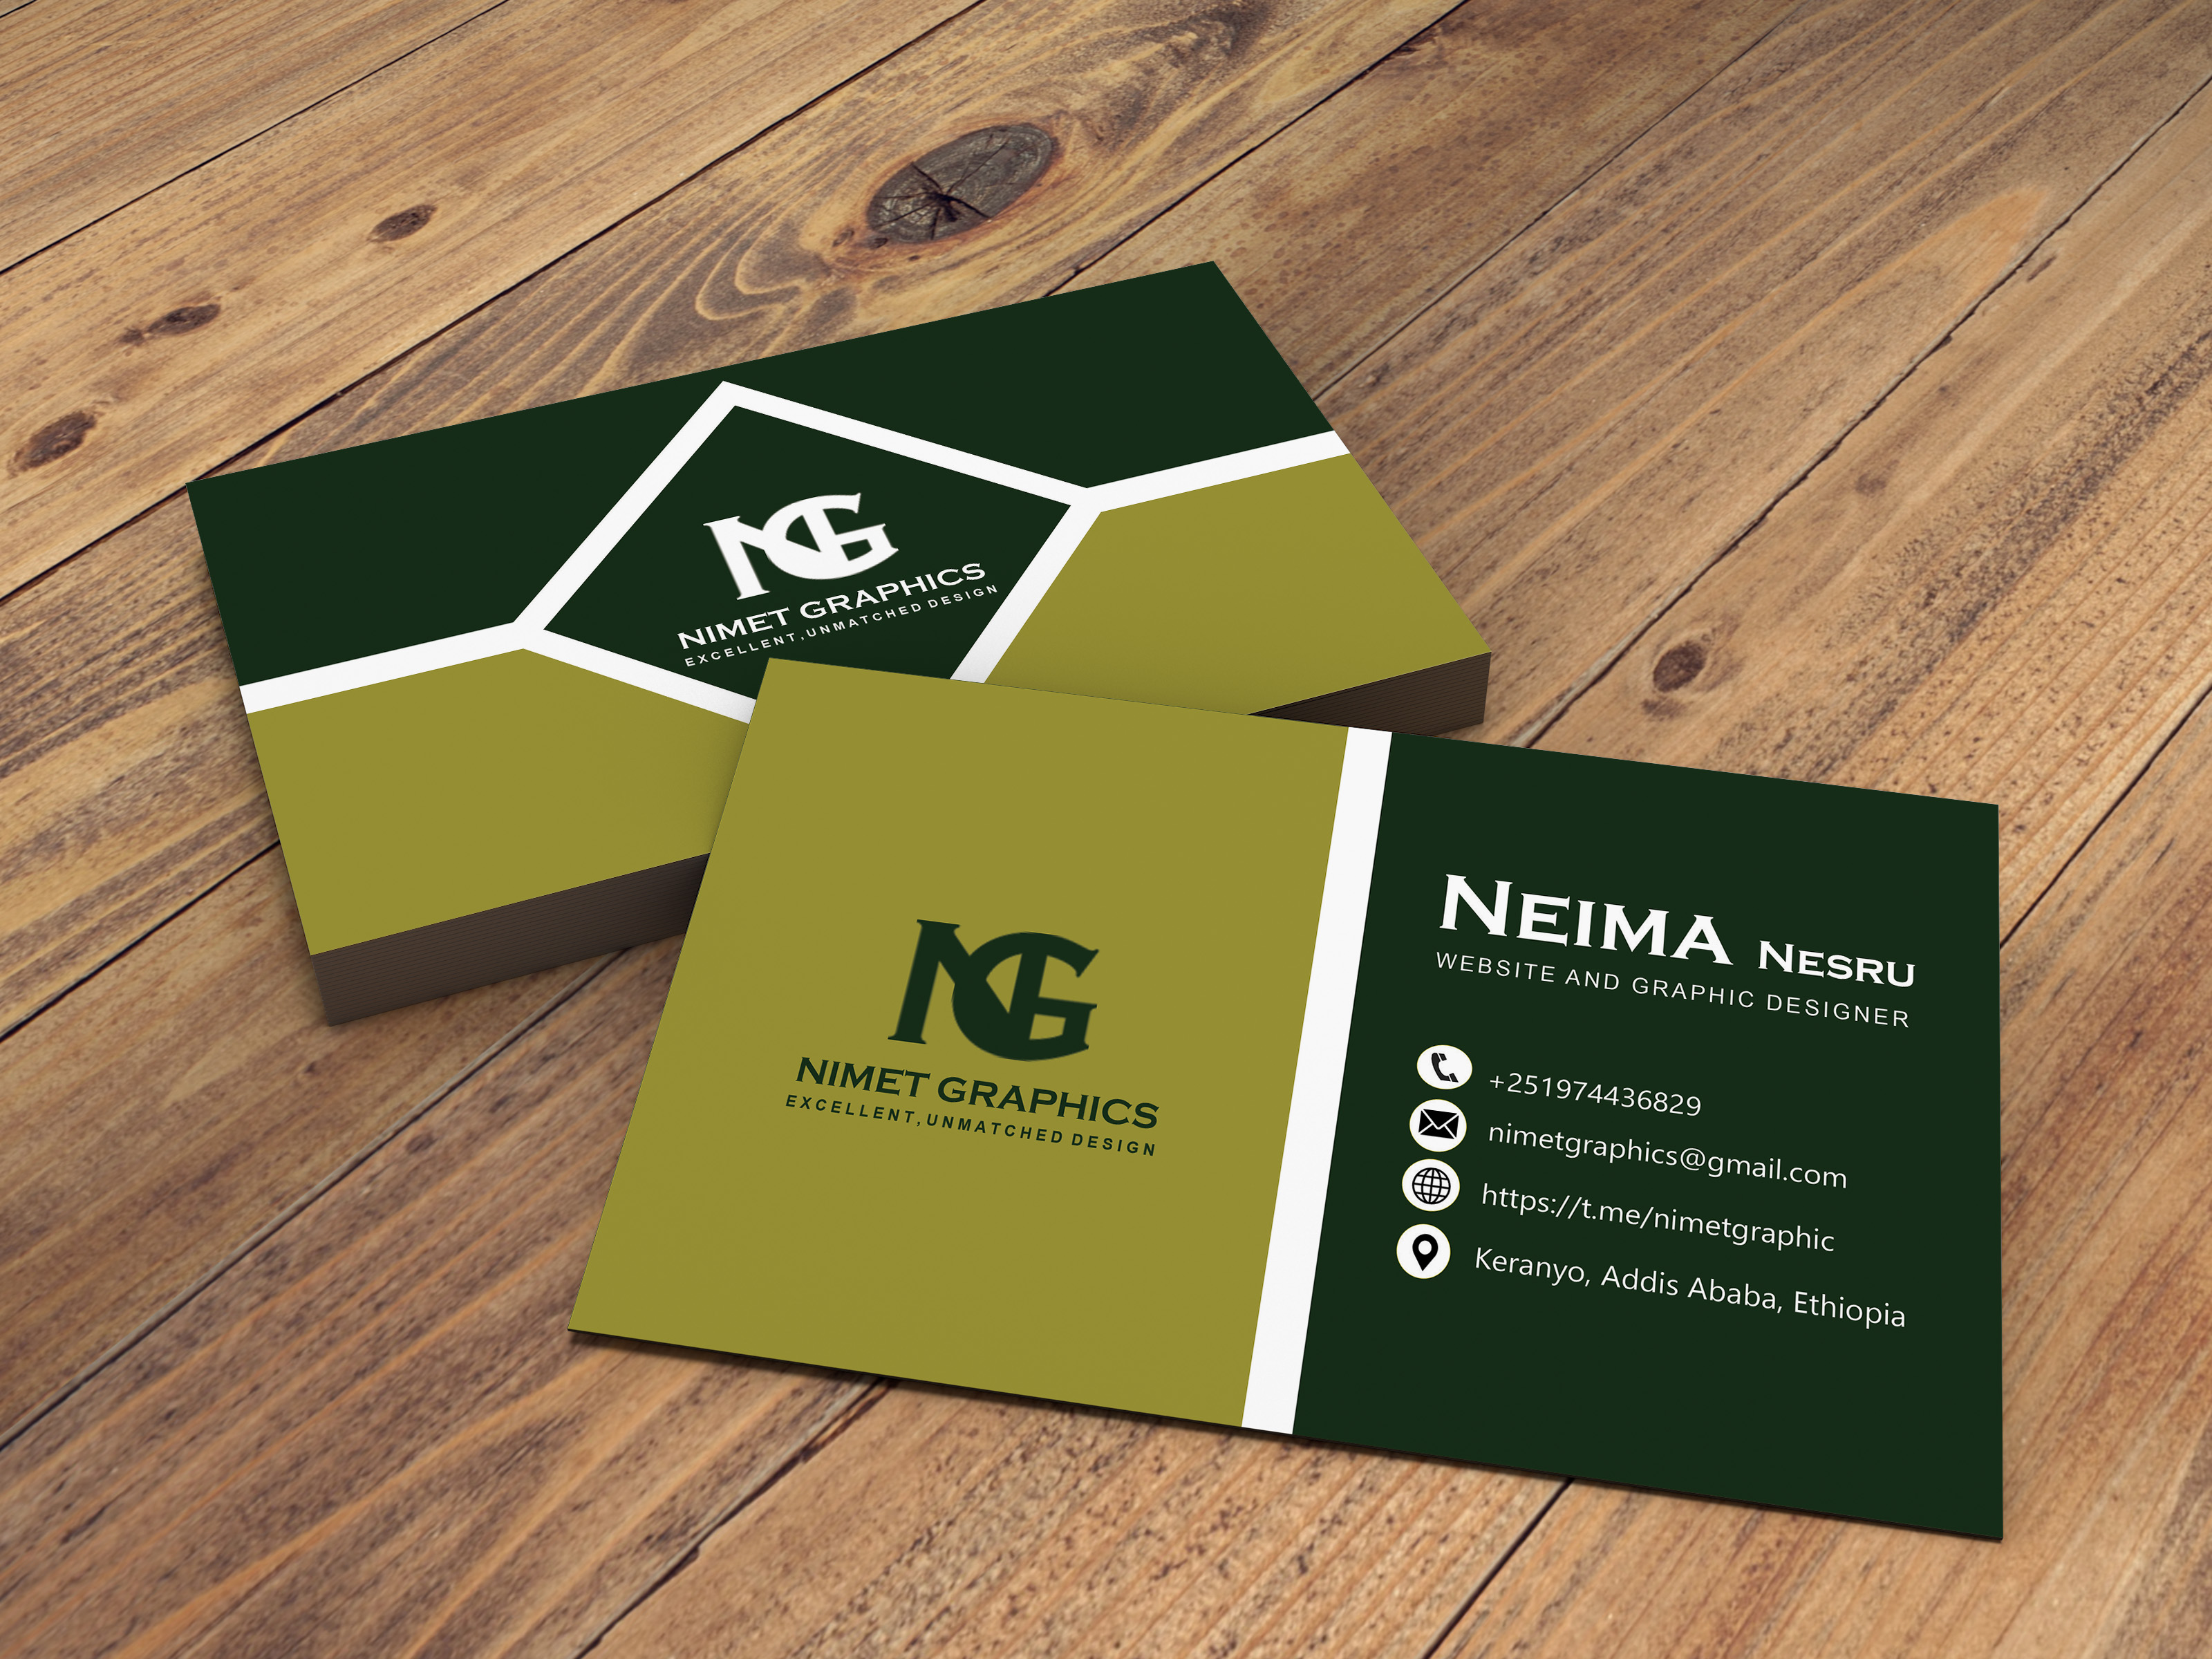 NG
NIMET GRAPHICS
EXCELLENT,UNMATCHED DESIGN
NG
NIMET GRAPHICS
EXCELLENT,UNMATCHED DESIGN
NEIMA NESRU
WEBSITE AND GRAPHIC DESIGNER
+251974436829
nimetgraphics@gmail.com
https://t.me/nimetgraphic
Keranyo, Addis Ababa, Ethiopia